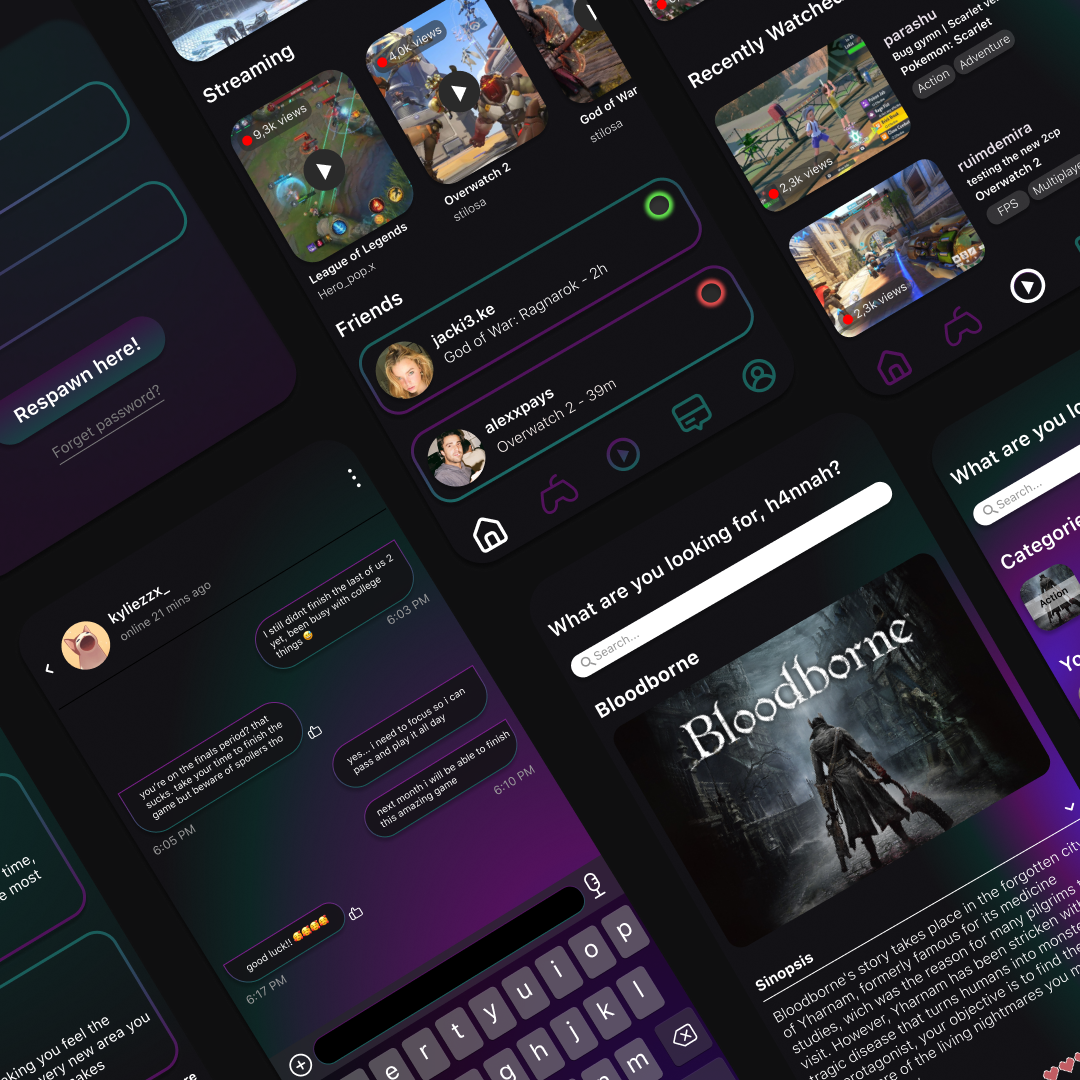 Respawn here!
Forget password?
Streaming
9,3k views
League of Legends
Hero_pop.x
4,0k views
Overwatch 2
stilosa
God of War
stilosa
Friends
jacki3.ke
God of War: Ragnarok - 2h
alexxpays
Overwatch 2 - 39m
Recently Watched
2,3k views
parashu
Bug gymn | Scarlet ve
Pokemon: Scarlet
Action
Adventure
2,3k views
ruimdemira
testing the new 2cp
Overwatch 2
FPS
Multiplaye
kyliezzx_
online 21 mins ago
I still didnt finish the last of us 2
yet, been busy with college
things 😅
6:03 PM
you're on the finals period? that
sucks. take your time to finish the
game but beware of spoilers tho
6:05 PM
yes... i need to focus so i can
pass and play it all day
next month i will be able to finish
this amazing game
6:10 PM
good luck!! 🥰🥰🥰🥰
6:17 PM
e r t y u i o p
g h j k l
n m
What are you looking for, h4nnah?
Search...
Bloodborne
Bloodborne
Sinopsis
Bloodborne's story takes place in the forgotten city
of Yharnam, formerly famous for its medicine
studies, wich was the reason for many pilgrims t
visit. However, Yharnam has been stricken with
tragic disease that turns humans into monste
rotagonist, your objective is to find the
re of the living nightmares you m
What are you lo
Search...
Categorie
Action
Yo
time,
e most
king you feel the
very new area you
akes